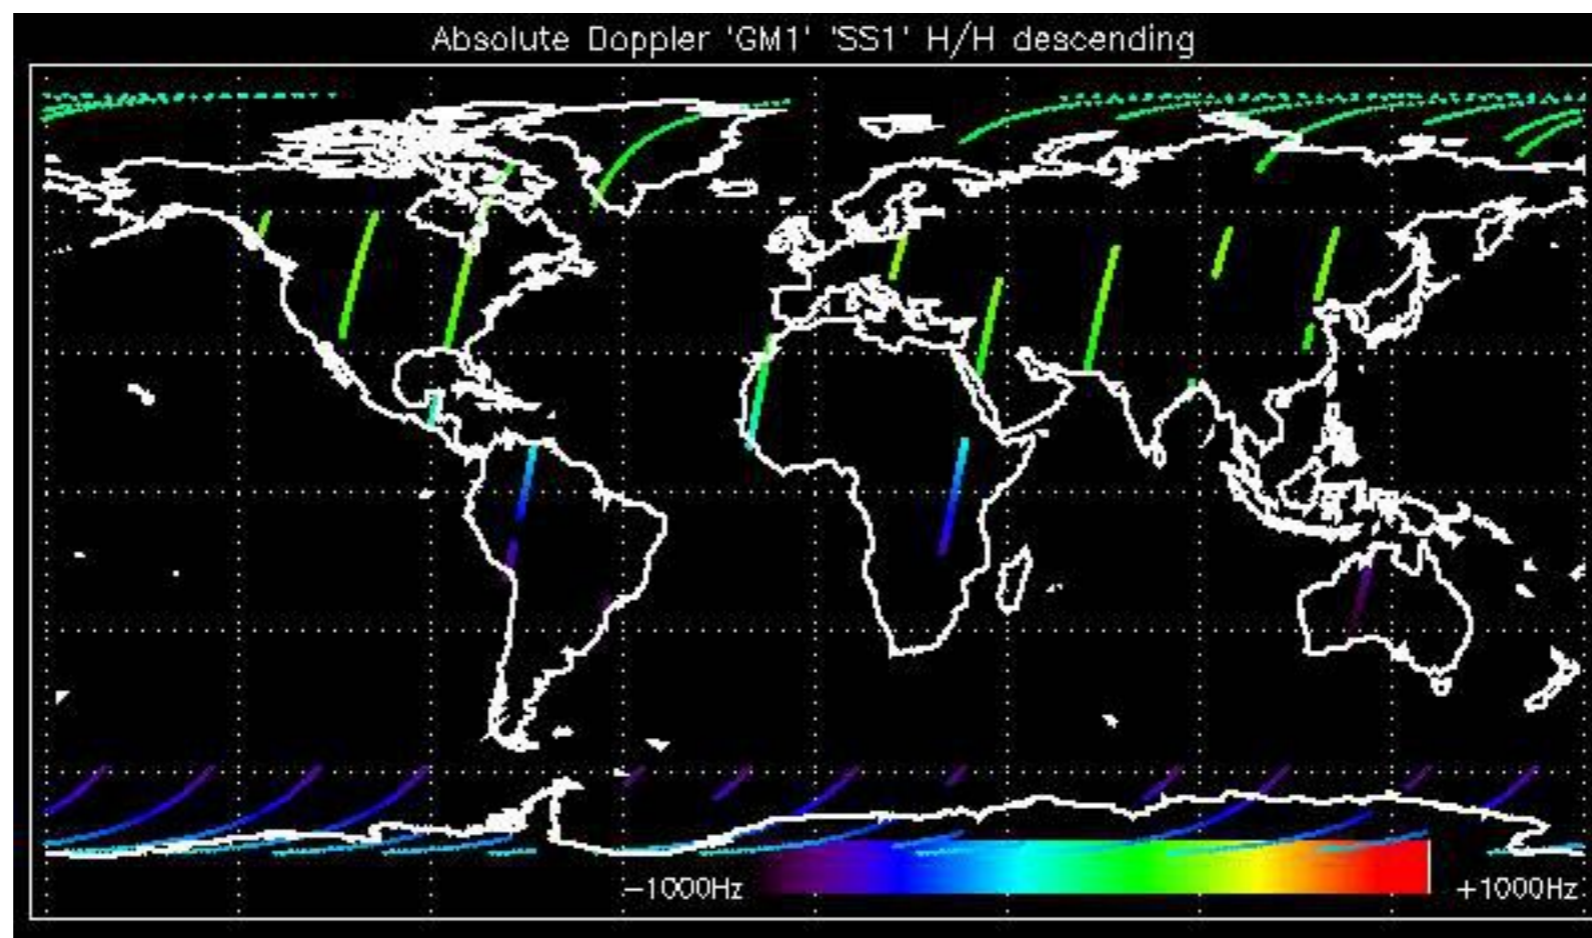 Absolute Doppler 'GM1' 'SS1' H/H descending
-1000Hz
+1000Hz